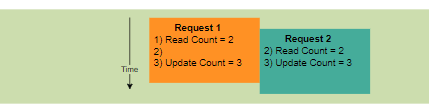 Request 1
1) Read Count = 2
2)
3) Update Count = 3
Request 2
2) Read Count = 2
3) Update Count = 3
Time